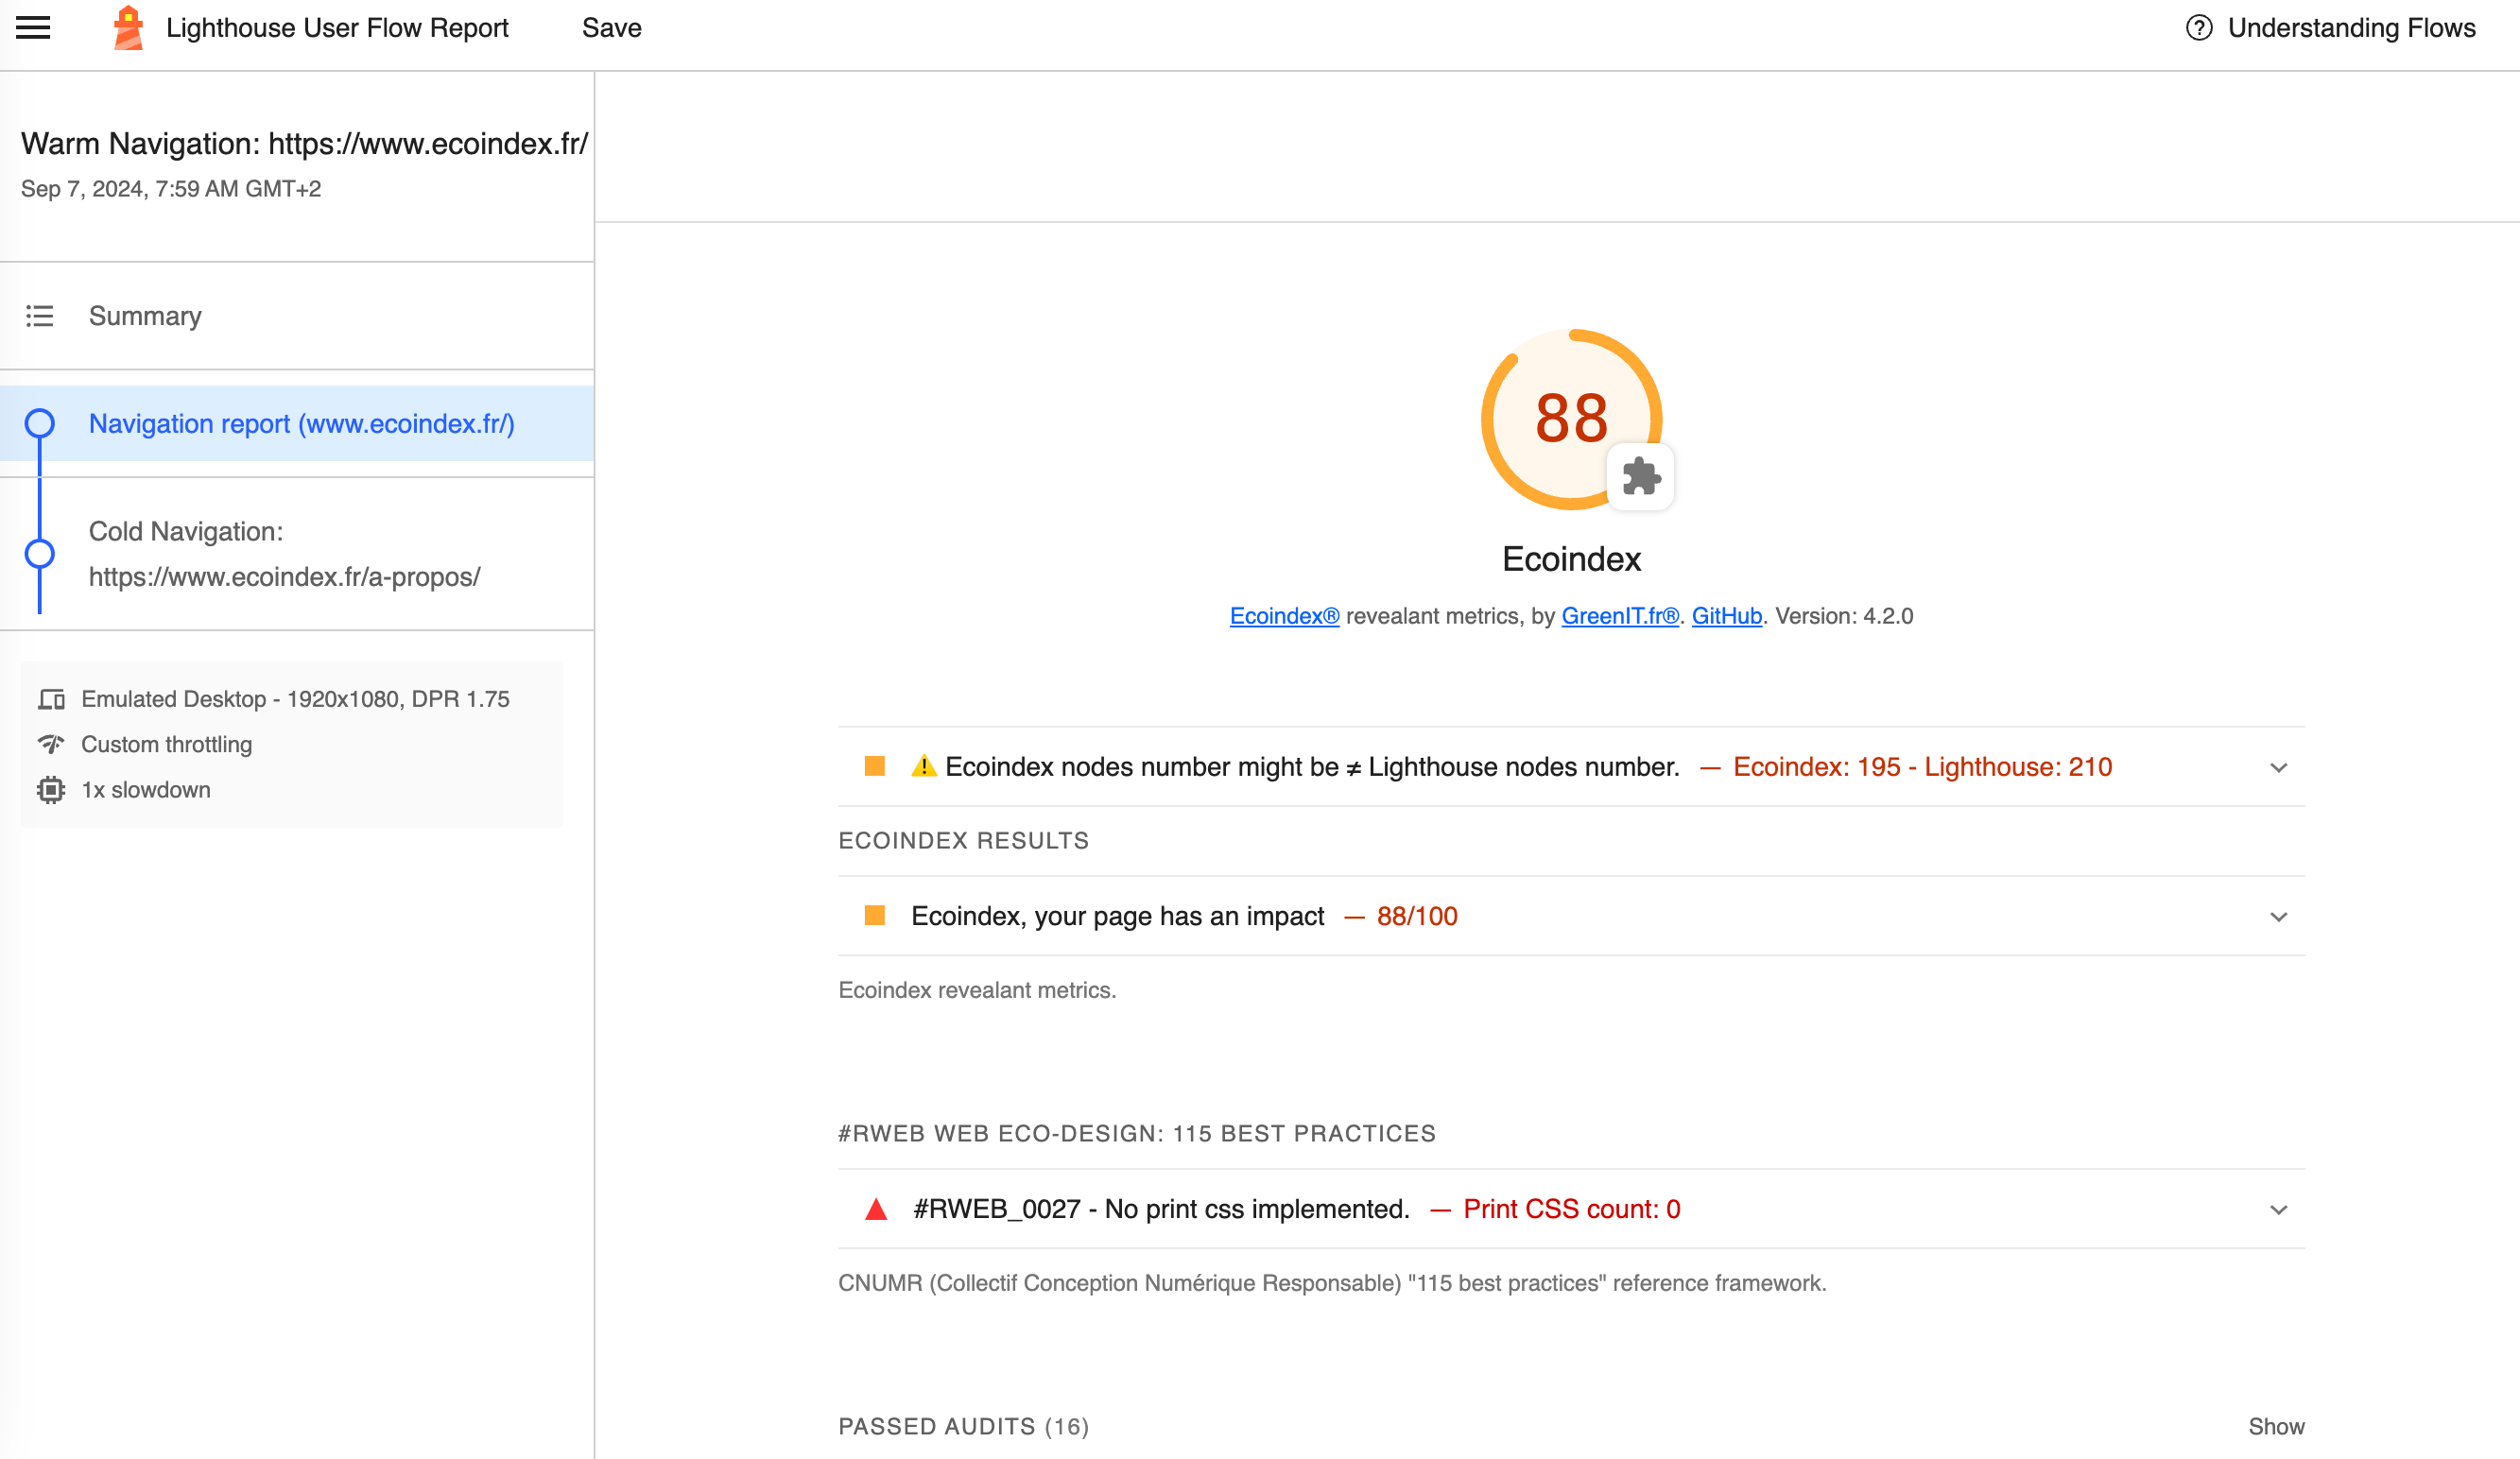 Lighthouse User Flow Report
Save
Understanding Flows
Warm Navigation: https://www.ecoindex.fr/
Sep 7, 2024, 7:59 AM GMT+2
Summary
Navigation report (www.ecoindex.fr/)
Cold Navigation:
https://www.ecoindex.fr/a-propos/
Emulated Desktop - 1920x1080, DPR 1.75
Custom throttling
1x slowdown
88
Ecoindex
Ecoindex® revealant metrics, by GreenIT.fr®. GitHub. Version: 4.2.0
⚠️ Ecoindex nodes number might be ≠ Lighthouse nodes number. — Ecoindex: 195 - Lighthouse: 210
ECOINDEX RESULTS
Ecoindex, your page has an impact — 88/100
Ecoindex revealant metrics.
#RWEB WEB ECO-DESIGN: 115 BEST PRACTICES
#RWEB_0027 - No print css implemented. — Print CSS count: 0
CNUMR (Collectif Conception Numérique Responsable) "115 best practices" reference framework.
PASSED AUDITS (16)
Show